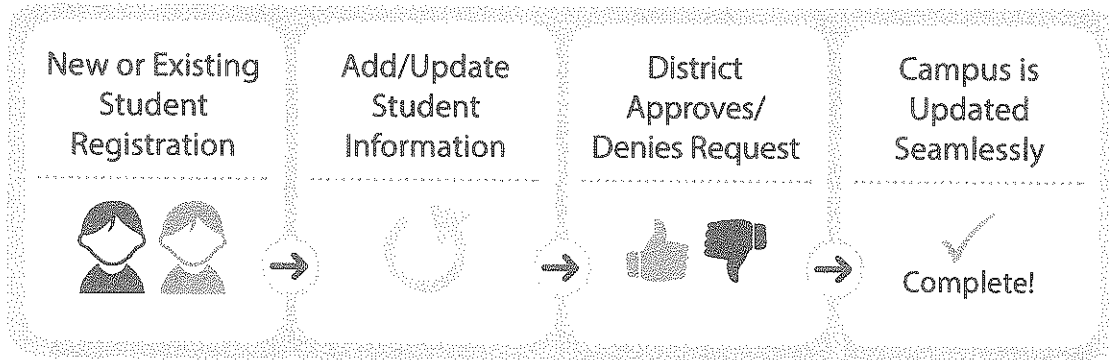 New or Existing
Student
Registration
Add/Update
Student
Information
District
Approves/
Denies Request
Campus is
Updated
Seamlessly
Complete!